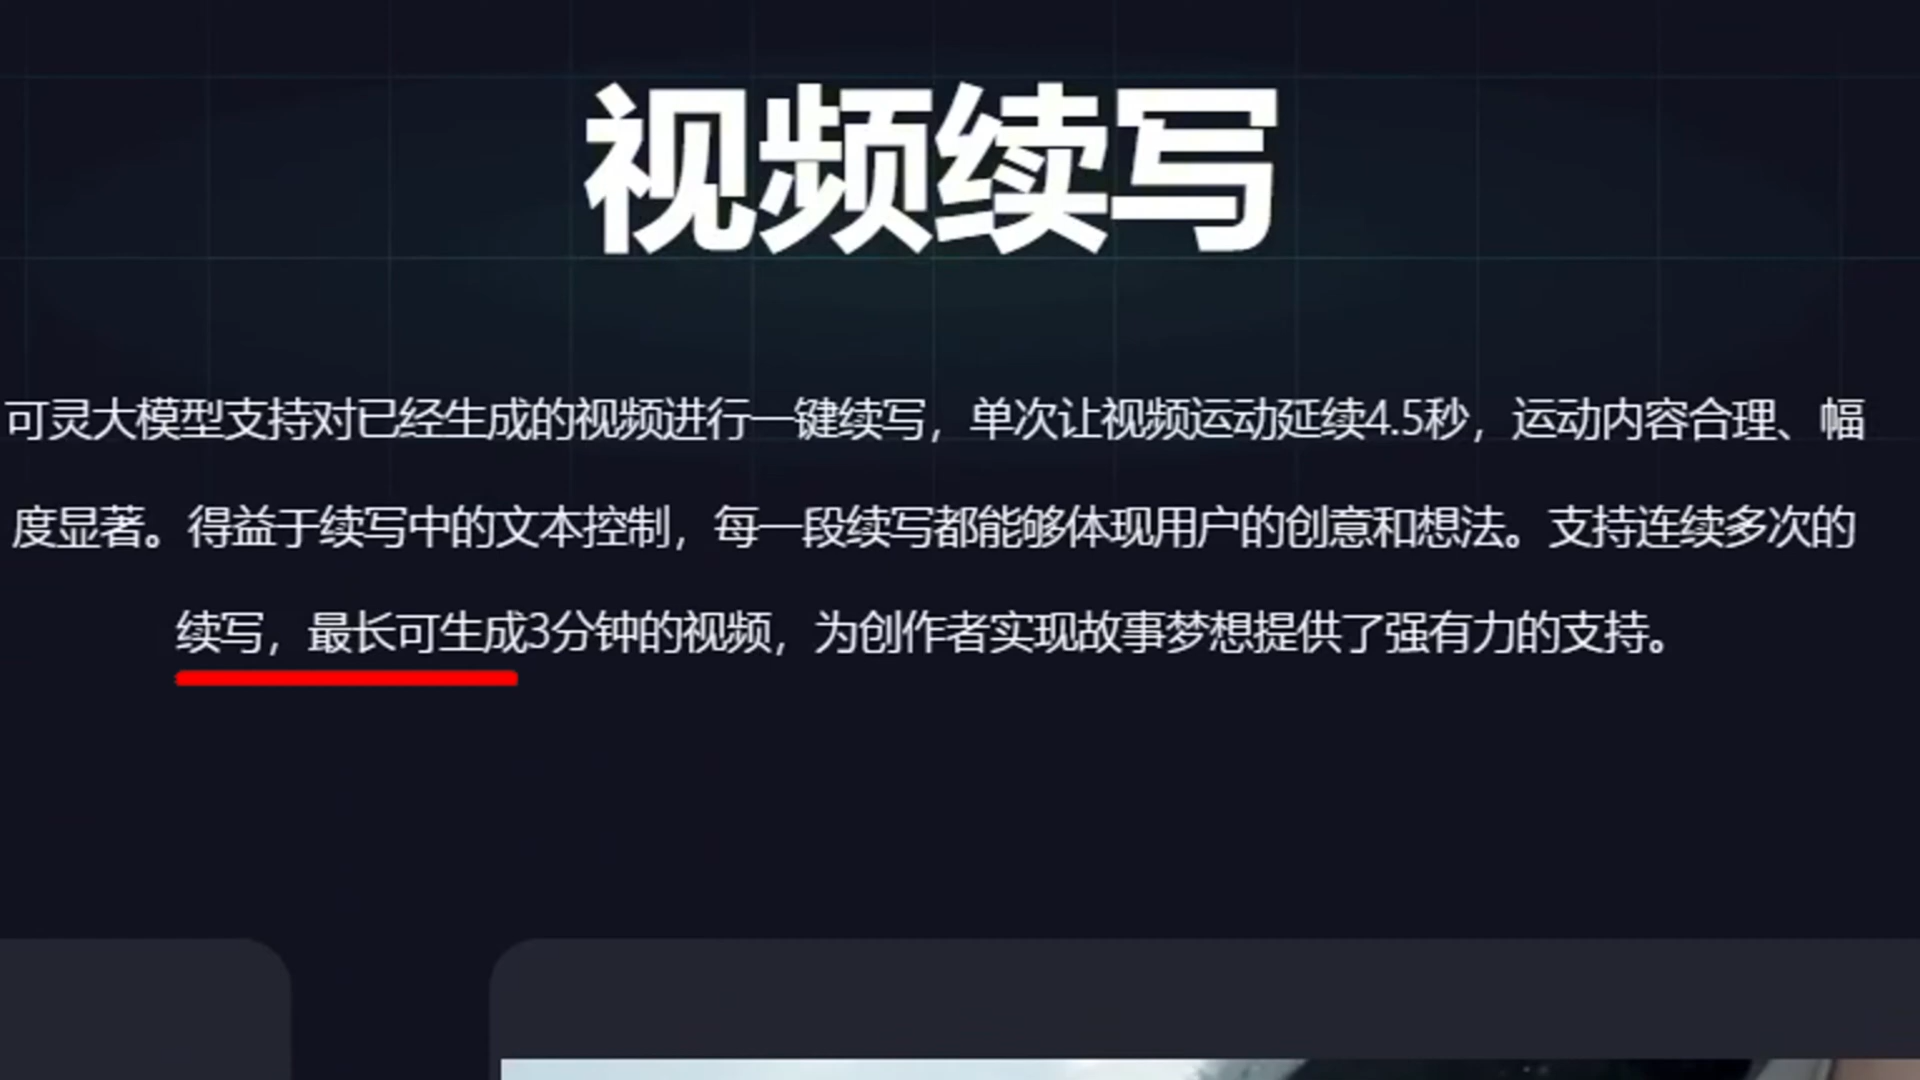 视频续写
可灵大模型支持对已经生成的视频进行一键续写，单次让视频运动延续4.5秒，运动内容合理、幅
度显著。得益于续写中的文本控制，每一段续写都能够体现用户的创意和想法。支持连续多次的
续写，最长可生成3分钟的视频，为创作者实现故事梦想提供了强有力的支持。